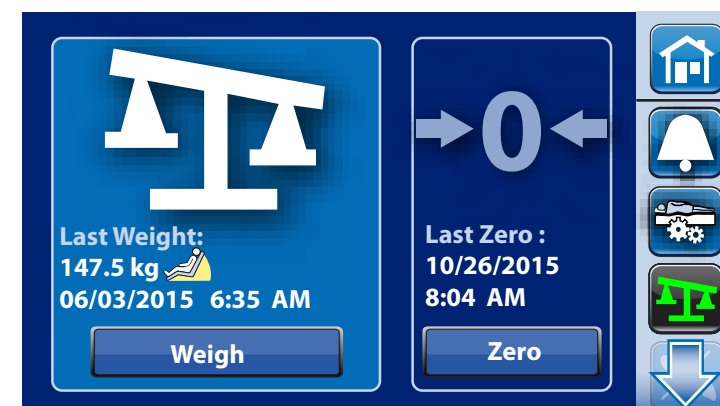 Last Weight:
147.5 kg
06/03/2015 6:35 AM
Weigh
0
Last Zero :
10/26/2015
8:04 AM
Zero